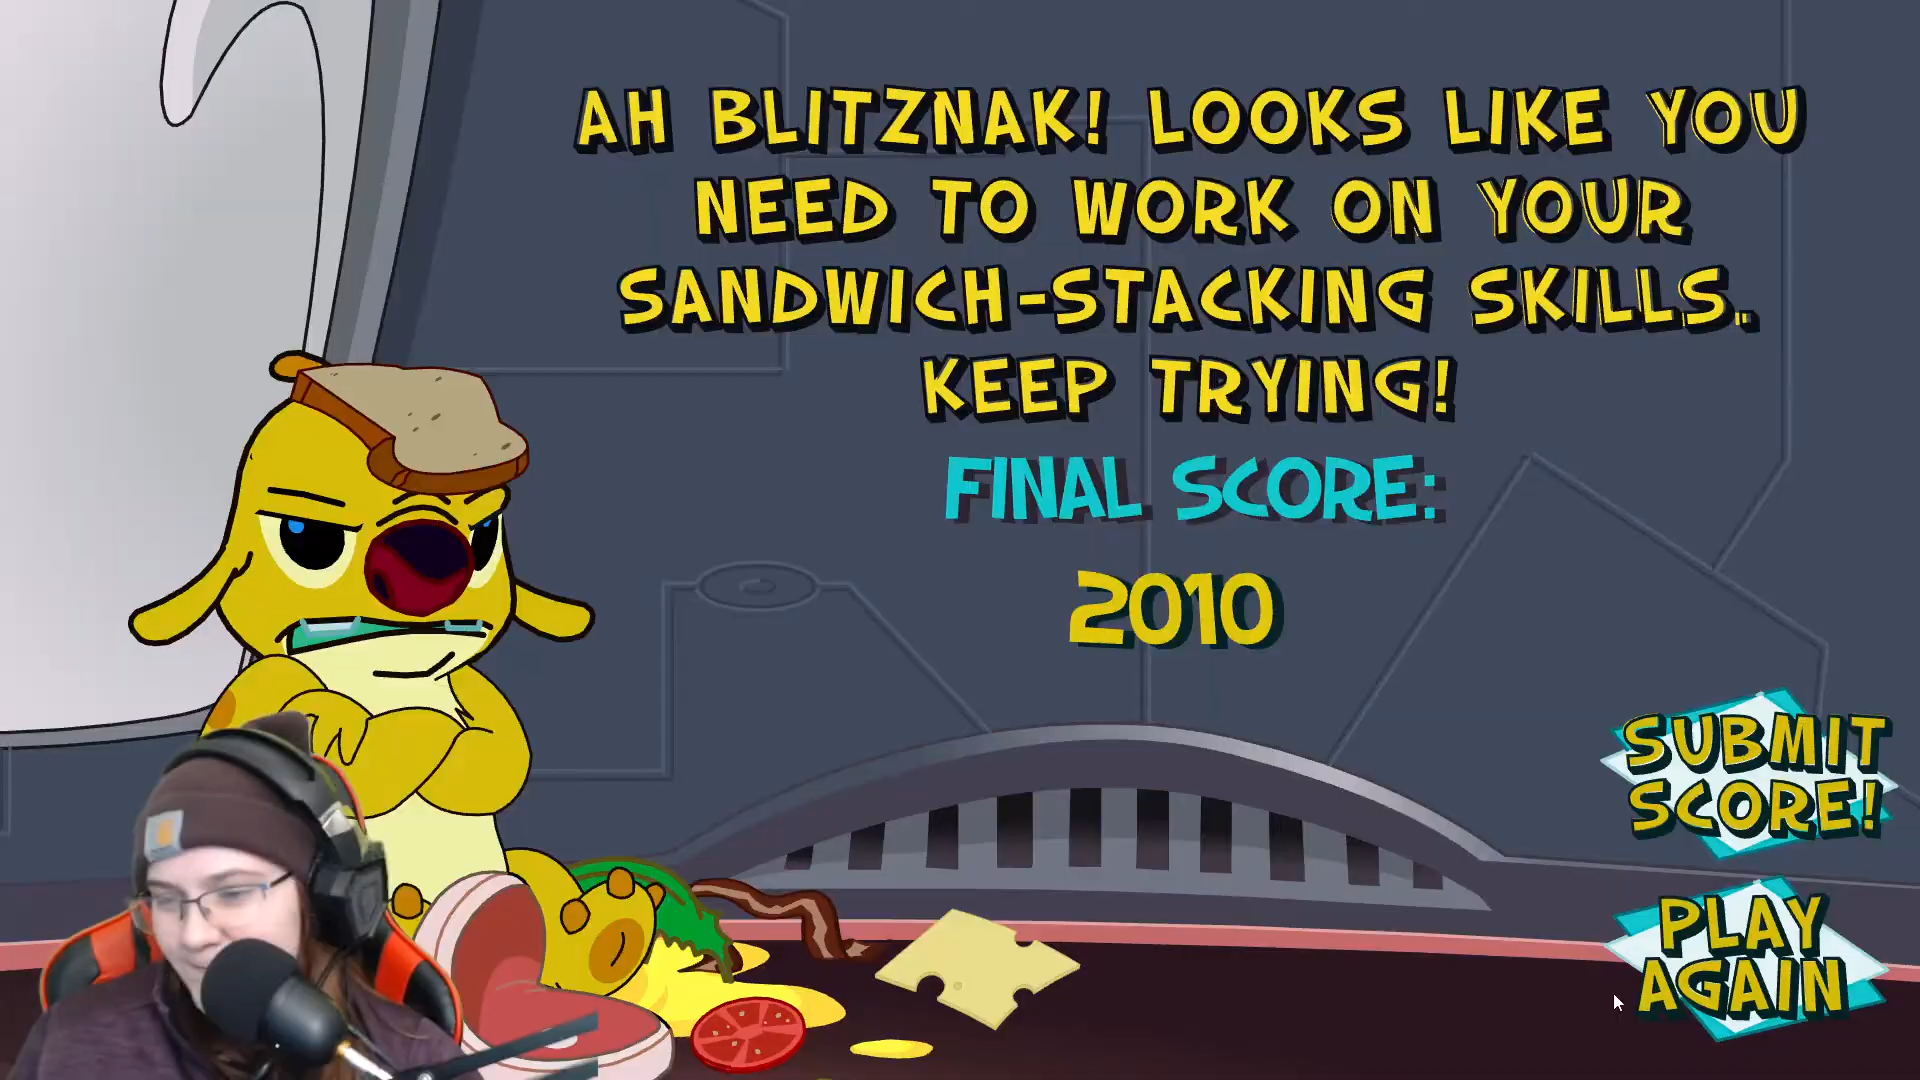 AH BLITZNAK! LOOKS LIKE YOU
NEED TO WORK ON YOUR
SANDWICH-STACKING SKILLS.
KEEP TRYING!
FINAL SCORE:
2010
SUBMIT
SCORE!
PLAY
AGAIN